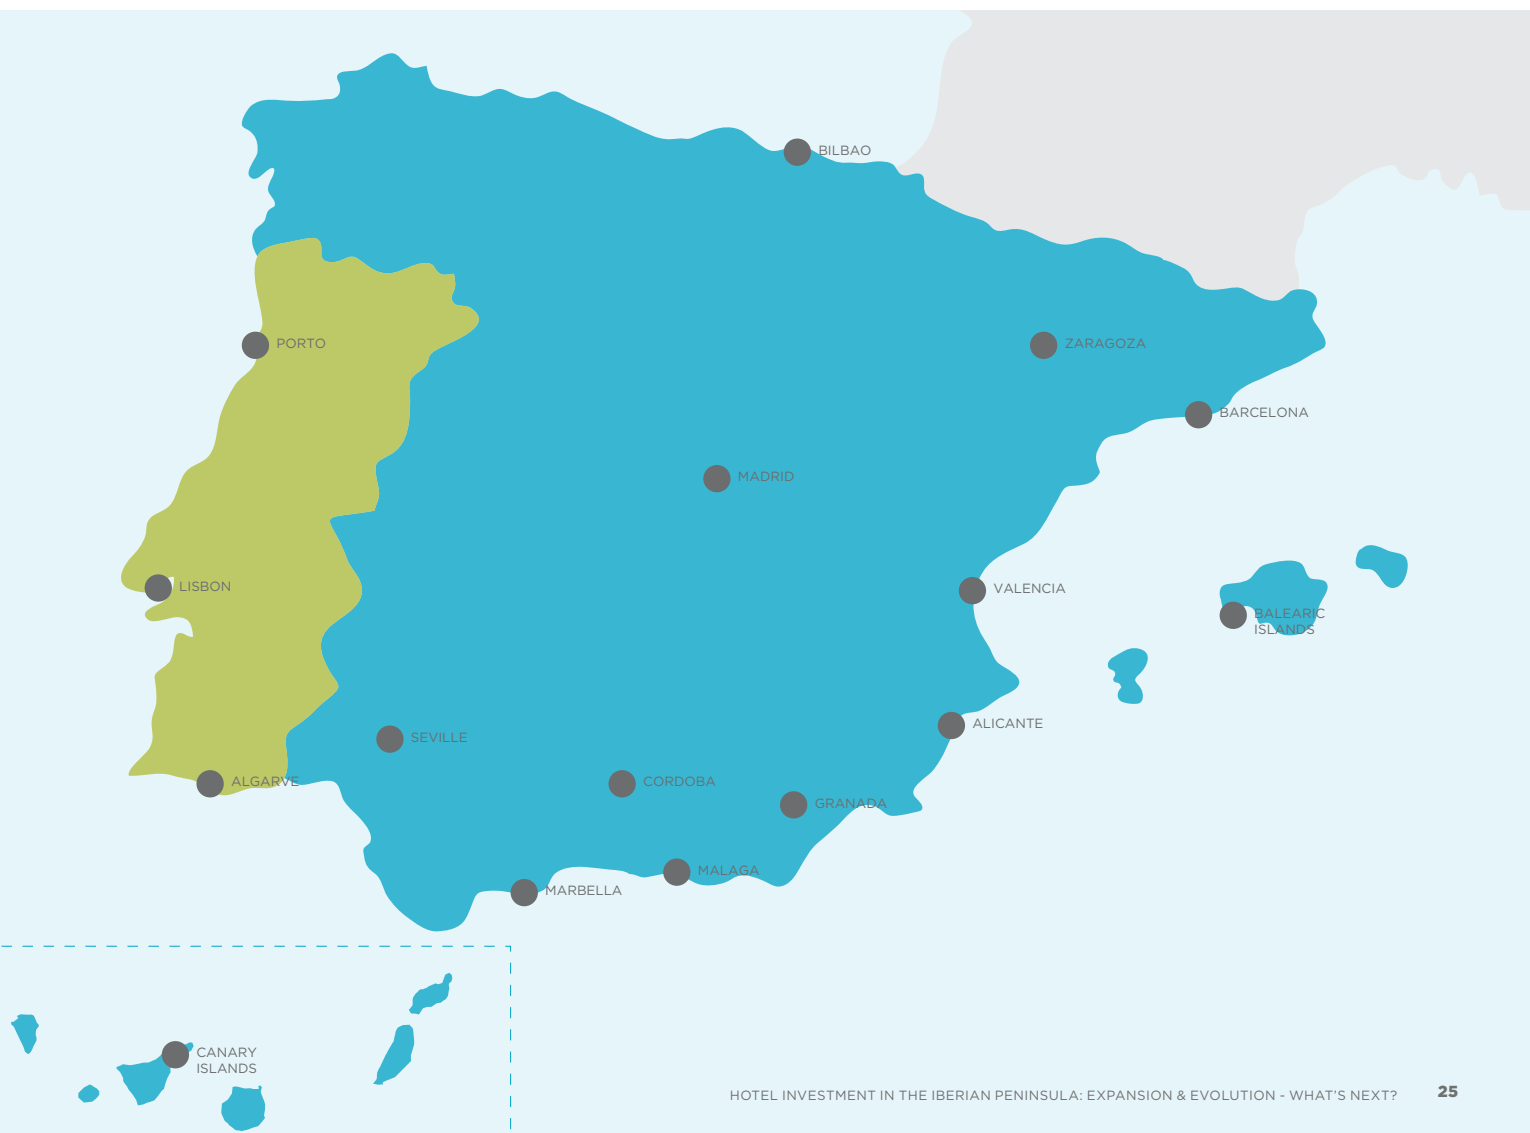 BILBAO
PORTO
ZARAGOZA
BARCELONA
MADRID
LISBON
VALENCIA
BALEARIC
ISLANDS
ALICANTE
SEVILLE
ALGARVE
CORDOBA
GRANADA
MALAGA
MARBELLA
CANARY
ISLANDS
HOTEL INVESTMENT IN THE IBERIAN PENINSULA: EXPANSION & EVOLUTION - WHAT'S NEXT? 25